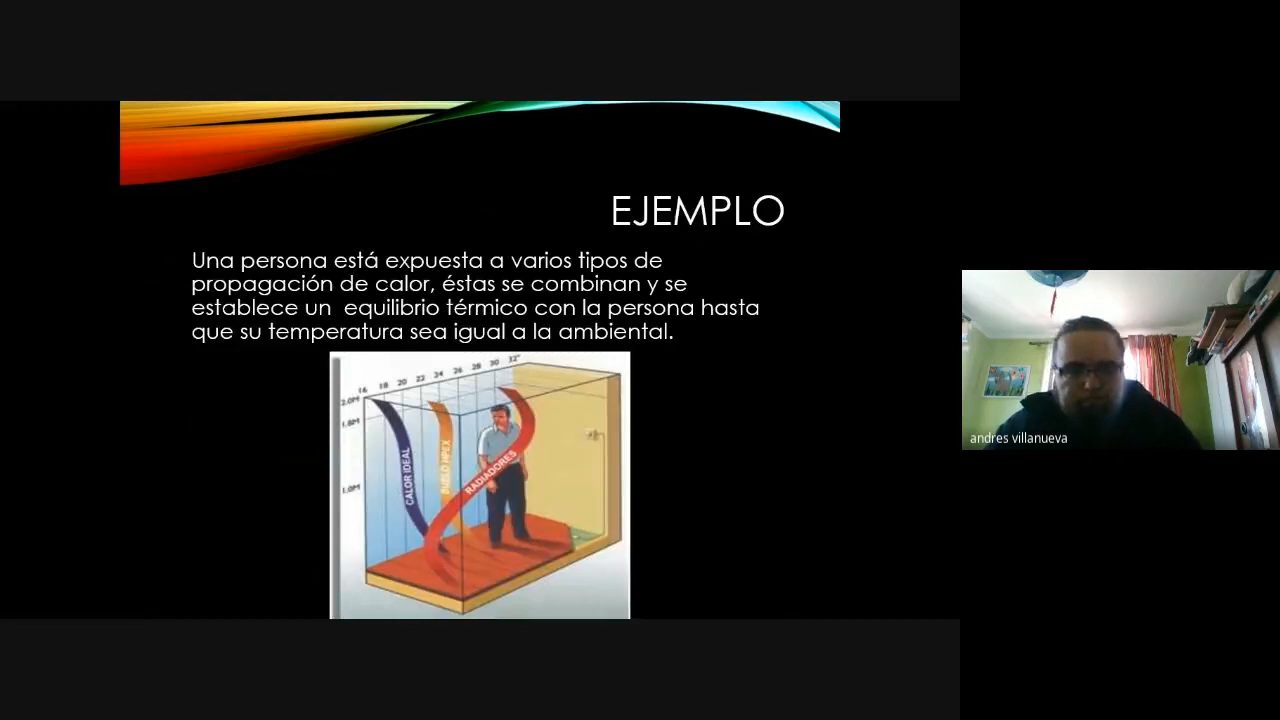 EJEMPLO
Una persona está expuesta a varios tipos de
propagación de calor, éstas se combinan y se
establece un equilibrio térmico con la persona hasta
que su temperatura sea igual a la ambiental.
16 18 20 22 24 26 28 30 32°
2.0M
1.8M
1.0M
CALOR IDEAL
RADIADORES
andres villanueva